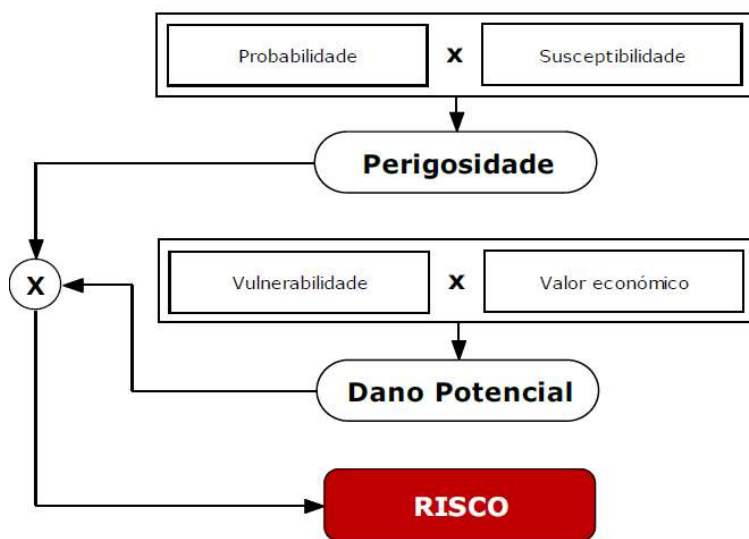 Probabilidade x Susceptibilidade
Perigosidade
Vulnerabilidade x Valor económico
X
Dano Potencial
RISCO